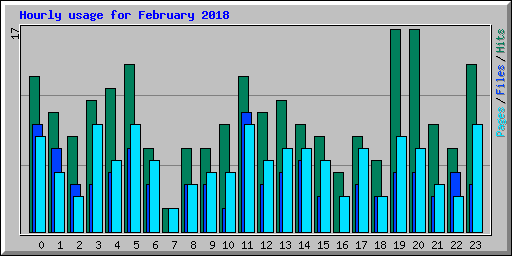 Hourly usage for February 2018
17
Pages / Files / Hits
0 1 2 3 4 5 6 7 8 9 10 11 12 13 14 15 16 17 18 19 20 21 22 23